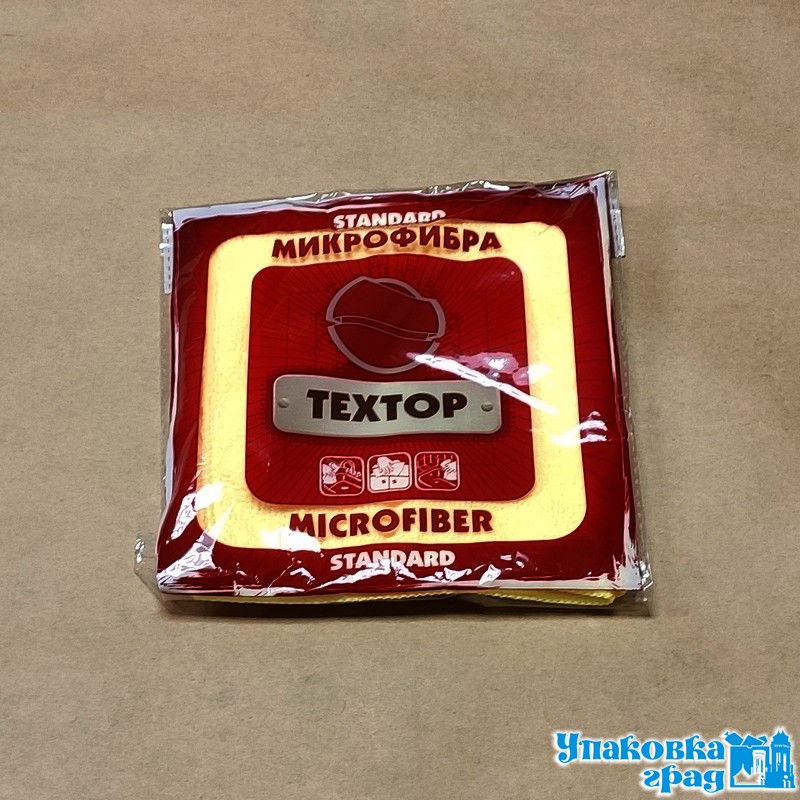 STANDARD
МИКРОФИБРА
TEXTOP
MICROFIBER
STANDARD
Упаковка
град